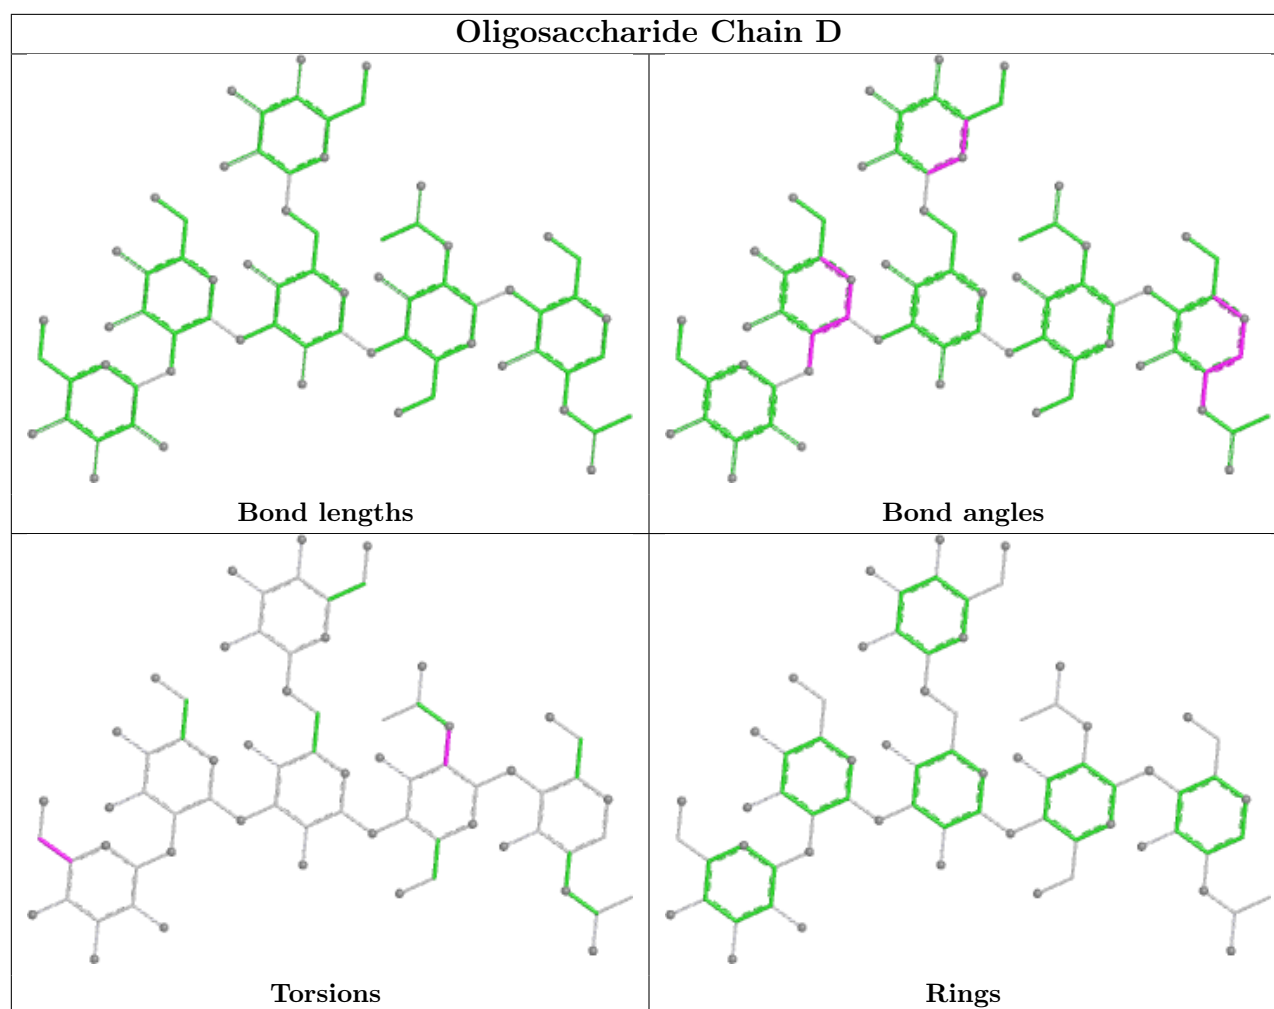 Oligosaccharide Chain D
Bond lengths
Bond angles
Torsions
Rings